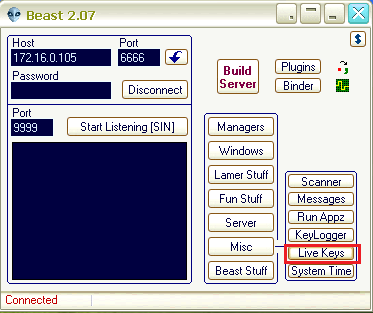 Beast 2.07
Host
Port
172.16.0.105
6666
Password
Disconnect
Port
9999
Start Listening [SIN]
$
Build
Server
Plugins
Binder
Managers
Windows
Lamer Stuff
Fun Stuff
Server
Misc
Beast Stuff
Scanner
Messages
Run Appz
KeyLogger
Live Keys
System Time
Connected